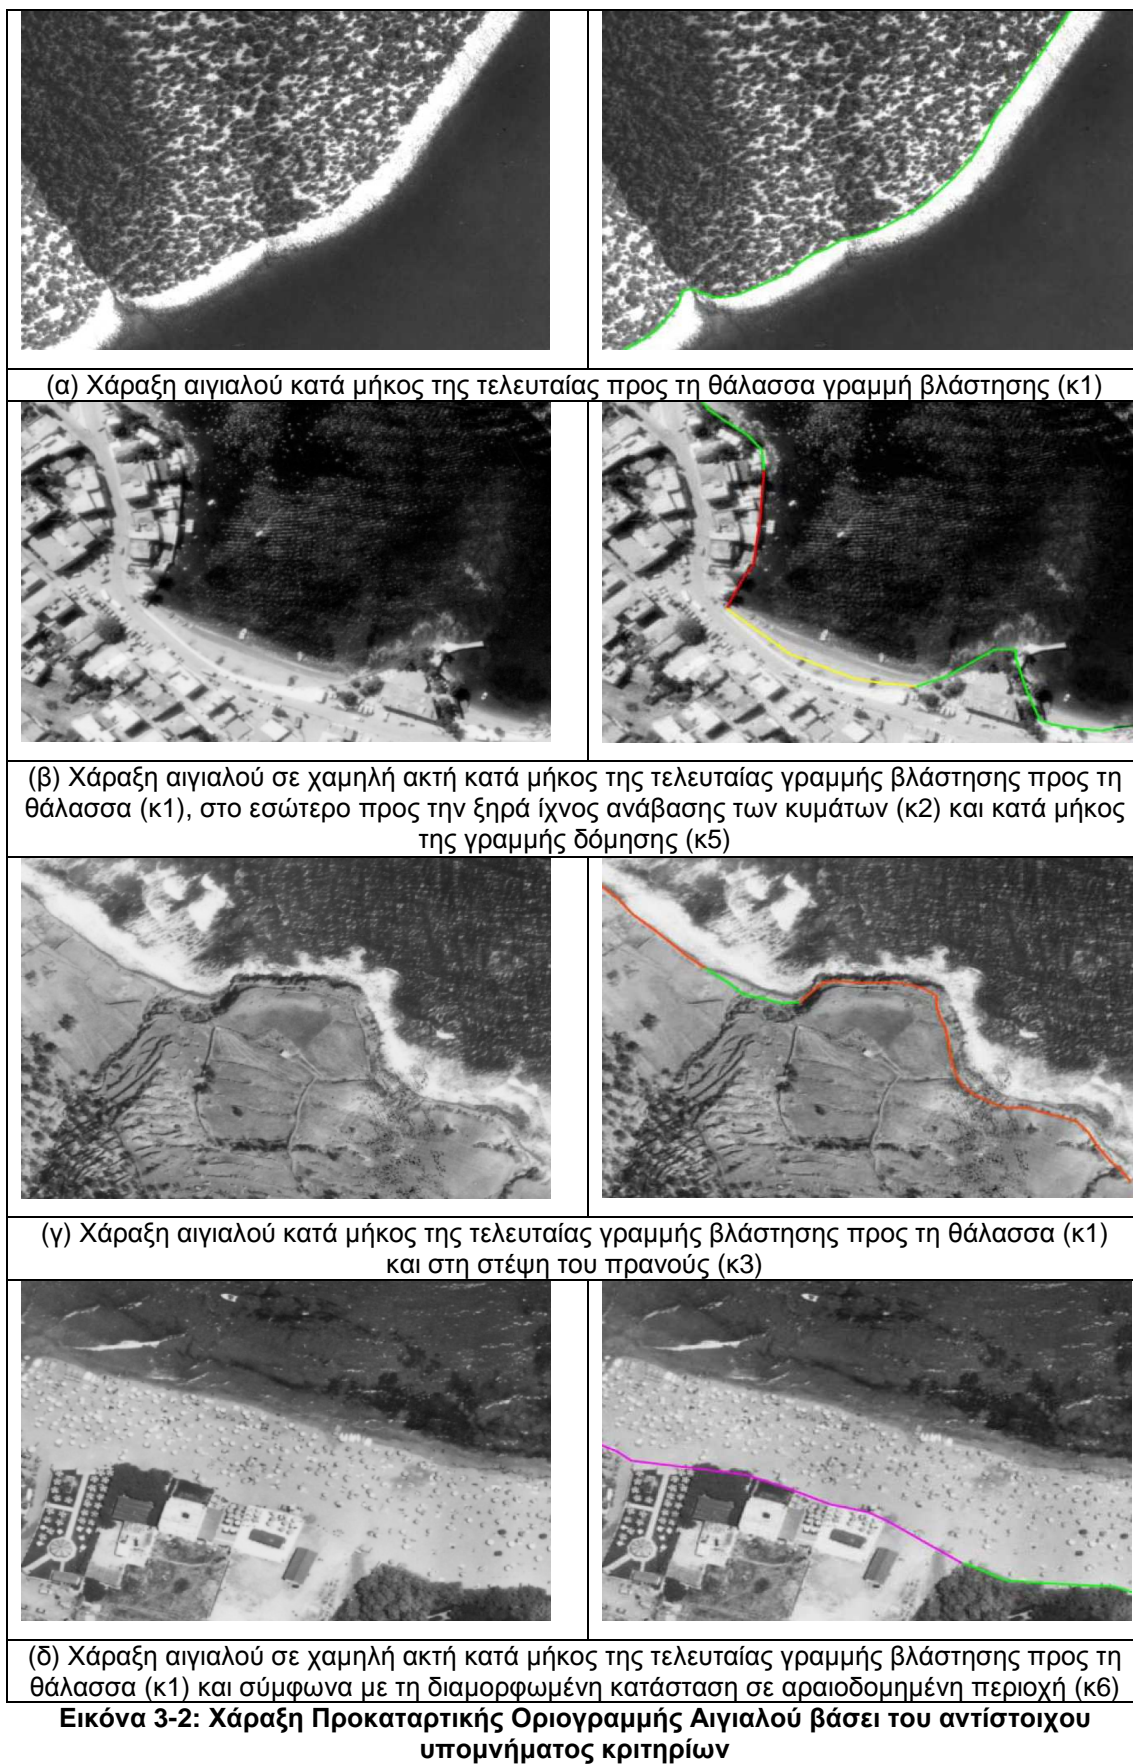 (α) Χάραξη αιγιαλού κατά μήκος της τελευταίας προς τη θάλασσα γραμμή βλάστησης (κ1)
(β) Χάραξη αιγιαλού σε χαμηλή ακτή κατά μήκος της τελευταίας γραμμής βλάστησης προς τη
θάλασσα (κ1), στο εσώτερο προς την ξηρά ίχνος ανάβασης των κυμάτων (κ2) και κατά μήκος
της γραμμής δόμησης (κ5)
(γ) Χάραξη αιγιαλού κατά μήκος της τελευταίας γραμμής βλάστησης προς τη θάλασσα (κ1)
και στη στέψη του πρανούς (κ3)
(δ) Χάραξη αιγιαλού σε χαμηλή ακτή κατά μήκος της τελευταίας γραμμής βλάστησης προς τη
θάλασσα (κ1) και σύμφωνα με τη διαμορφωμένη κατάσταση σε αραιοδομημένη περιοχή (κ6)
Εικόνα 3-2: Χάραξη Προκαταρτικής Οριογραμμής Αιγιαλού βάσει του αντίστοιχου
υπομνήματος κριτηρίων